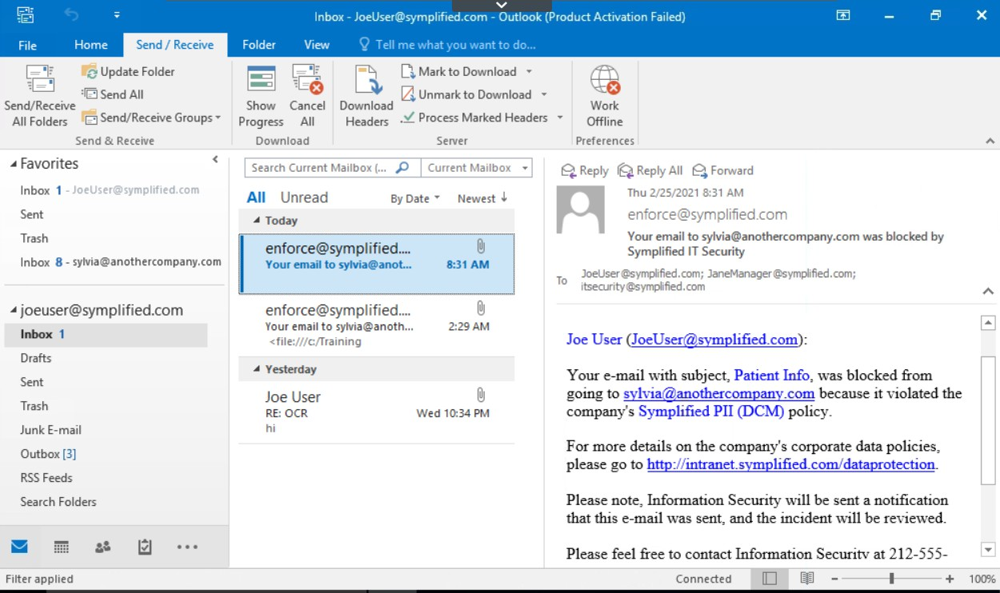 Inbox - JoeUser@symplified.com - Outlook (Product Activation Failed)
File Home Send / Receive Folder View Tell me what you want to do...
Send/Receive All Folders
Update Folder
Send All
Send/Receive Groups
Send & Receive
Show Progress
Cancel All
Download
Download Headers
Mark to Download
Unmark to Download
Process Marked Headers
Server
Work Offline
Preferences
Favorites
Inbox 1 - JoeUser@symplified.com
Sent
Trash
Inbox 8 - sylvia@anothercompany.com
joeuser@symplified.com
Inbox 1
Drafts
Sent
Trash
Junk E-mail
Outbox [3]
RSS Feeds
Search Folders
Search Current Mailbox (... Current Mailbox
All Unread By Date Newest ↓
Today
enforce@symplified....
Your email to sylvia@anot... 8:31 AM
enforce@symplified....
Your email to sylvia@anoth... 2:29 AM
<file:///c:/Training
Yesterday
Joe User
RE: OCR Wed 10:34 PM
hi
Reply Reply All Forward
Thu 2/25/2021 8:31 AM
enforce@symplified.com
Your email to sylvia@anothercompany.com was blocked by
Symplified IT Security
To JoeUser@symplified.com; JaneManager@symplified.com;
itsecurity@symplified.com
Joe User (JoeUser@symplified.com):
Your e-mail with subject, Patient Info, was blocked from
going to sylvia@anothercompany.com because it violated the
company's Symplified PII (DCM) policy.
For more details on the company's corporate data policies,
please go to http://intranet.symplified.com/dataprotection.
Please note, Information Security will be sent a notification
that this e-mail was sent, and the incident will be reviewed.
Please feel free to contact Information Security at 212-555-
Filter applied Connected 100%